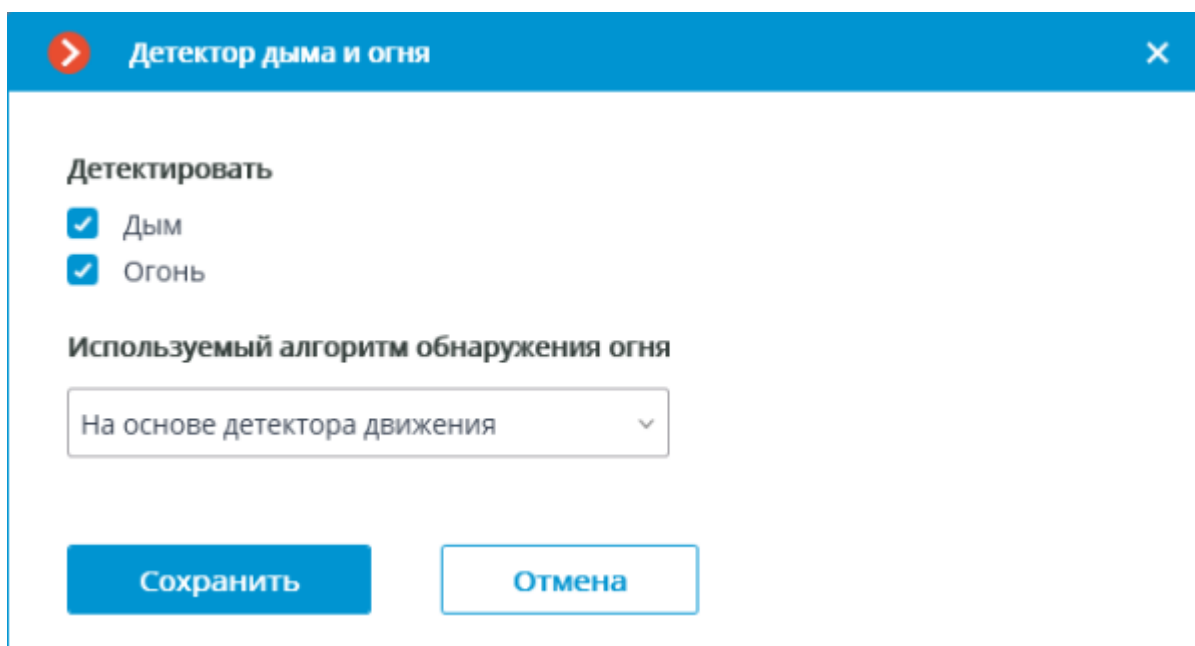 Детектор дыма и огня
Детектировать
Дым
Огонь
Используемый алгоритм обнаружения огня
На основе детектора движения
Сохранить
Отмена